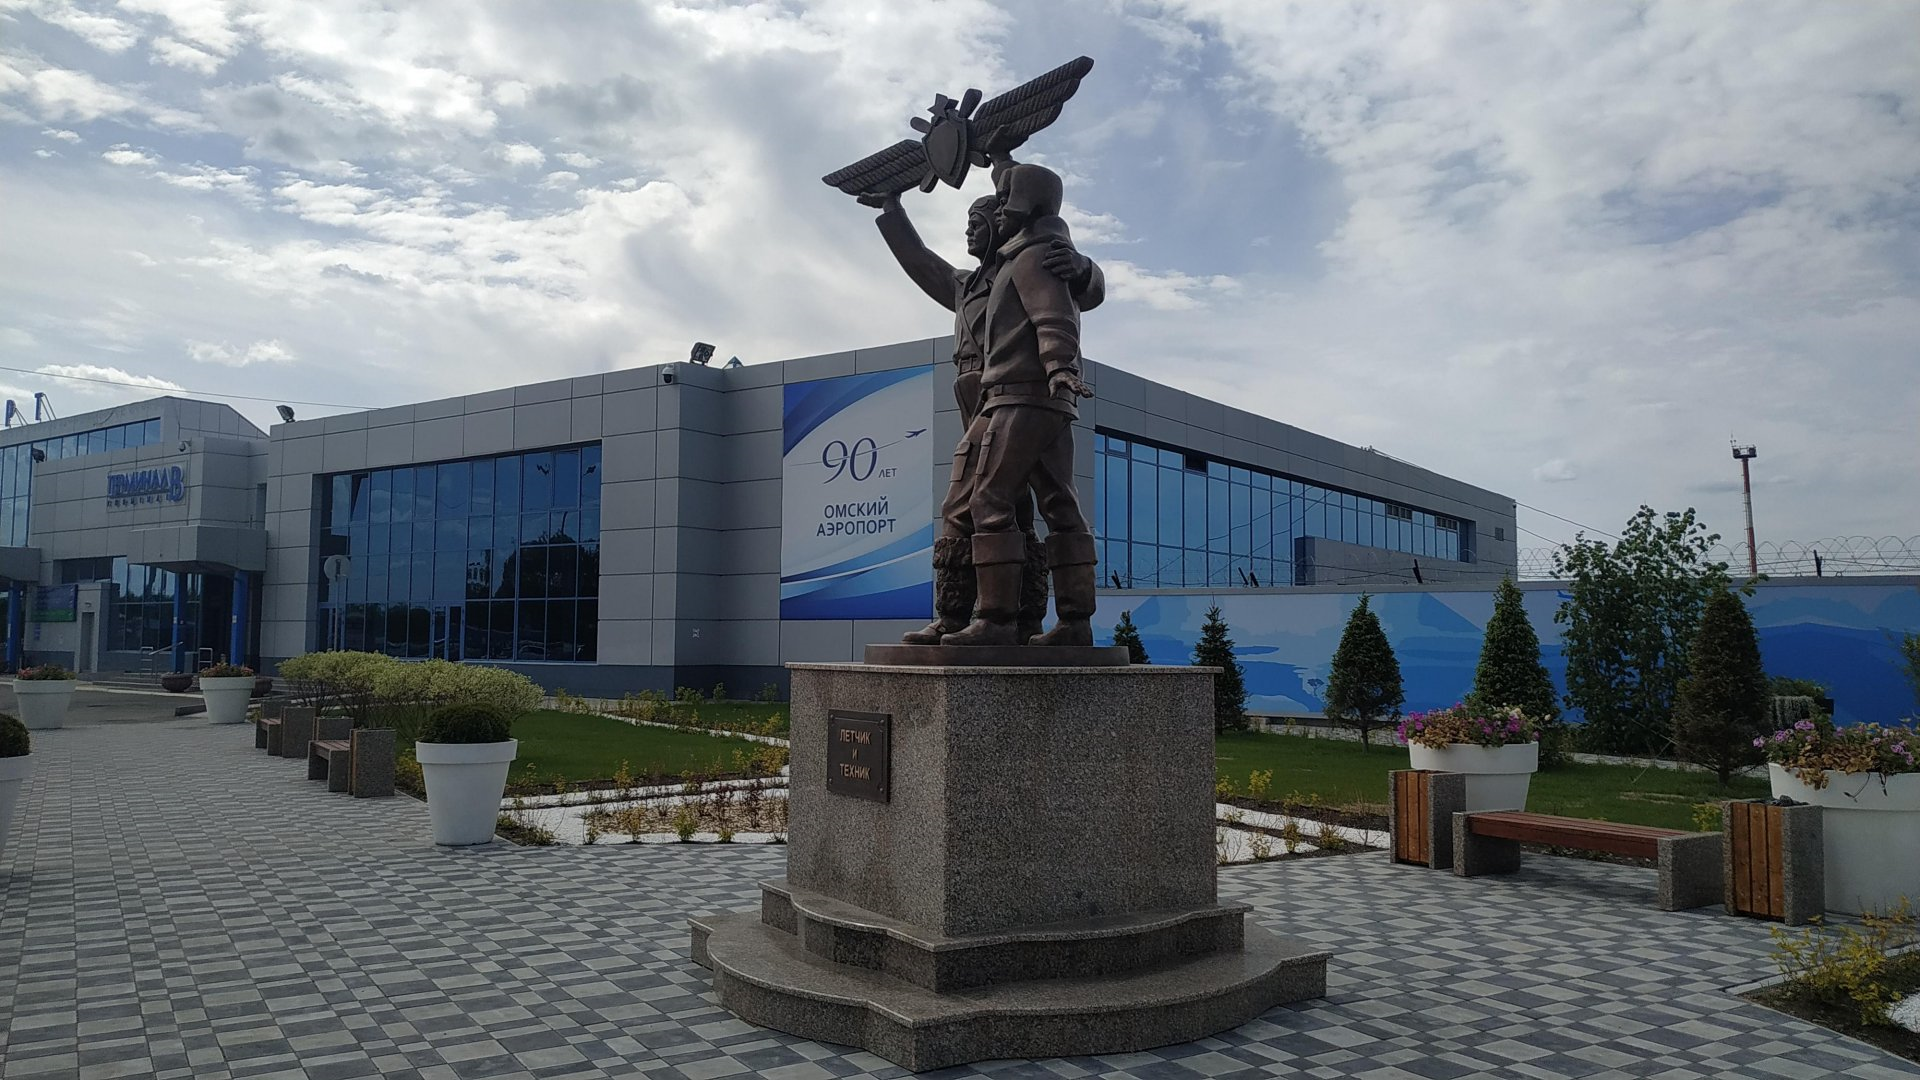 ТЕРМИНАЛ В
90 ЛЕТ
ОМСКИЙ
АЭРОПОРТ
ЛЕТЧИК
И
ТЕХНИК